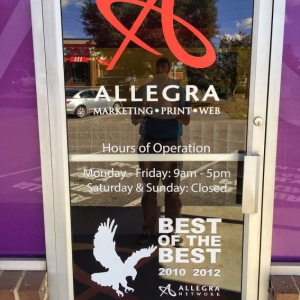 ALLEGRA
MARKETING • PRINT • WEB
Hours of Operation
Monday - Friday: 9am - 5pm
Saturday & Sunday: Closed
BEST
OF THE
BEST
2010 2012
ALLEGRA
NETWORK